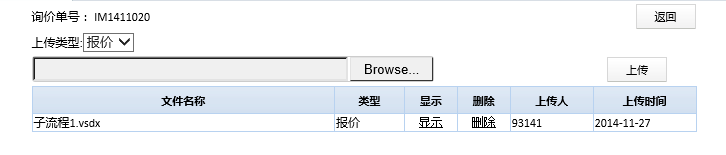 询价单号： IM1411020 返回
上传类型:报价
Browse... 上传
文件名称 类型 显示 删除 上传人 上传时间
子流程1.vsdx 报价 显示 删除 93141 2014-11-27